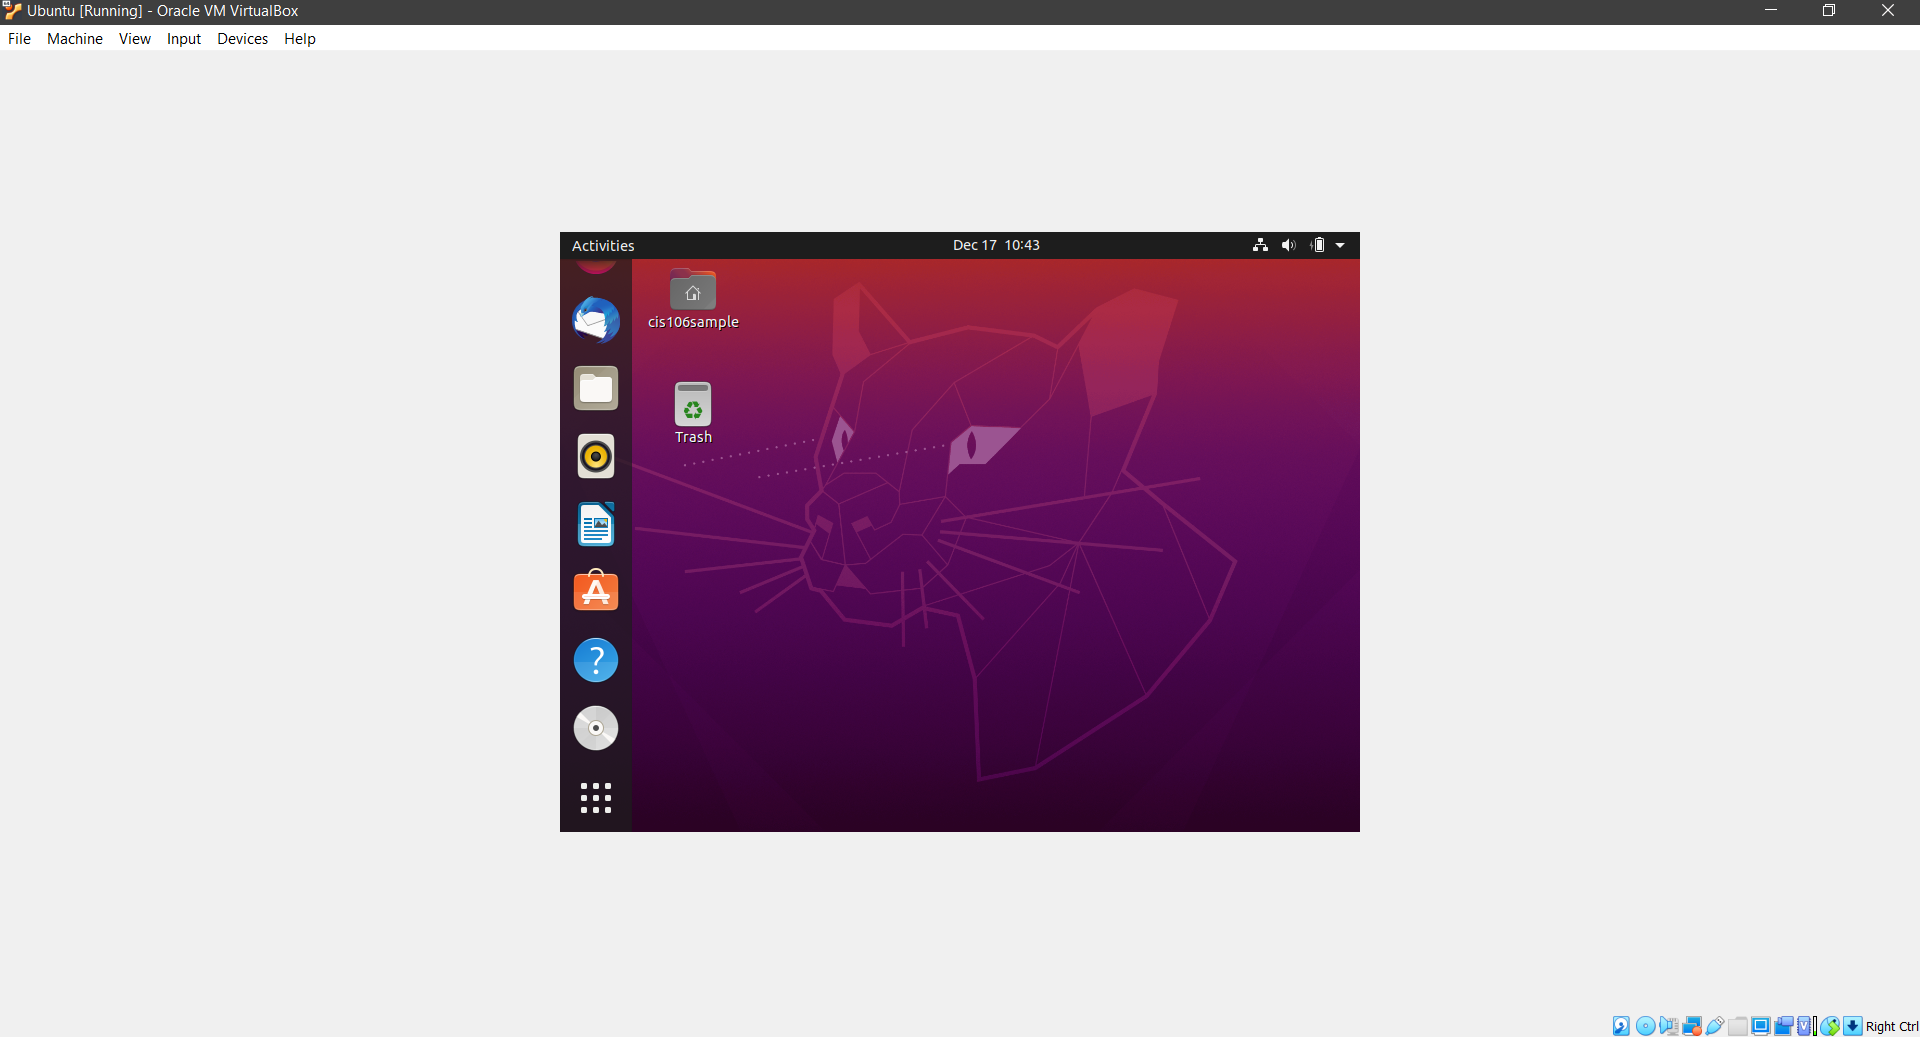 Ubuntu [Running] - Oracle VM VirtualBox
File Machine View Input Devices Help
Activities
Dec 17 10:43
cis106sample
Trash
?
V
Right Ctrl